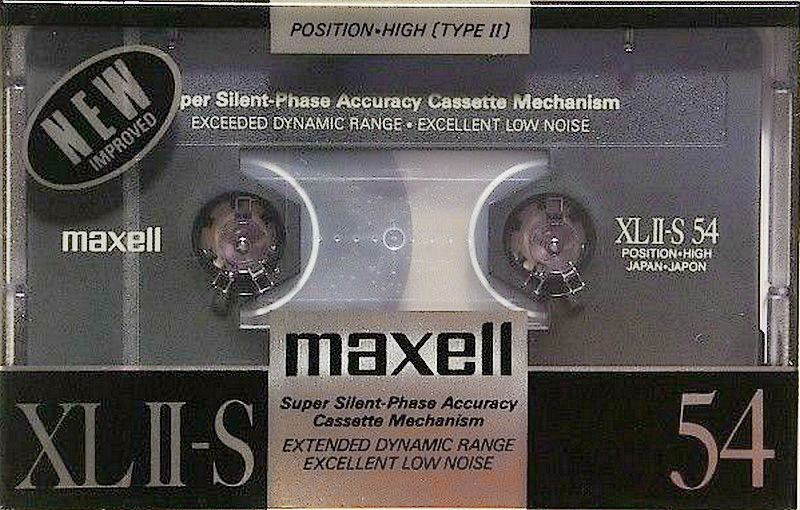 POSITION•HIGH (TYPE II)
NEW
IMPROVED
per Silent-Phase Accuracy Cassette Mechanism
EXCEEDED DYNAMIC RANGE • EXCELLENT LOW NOISE
maxell
XL II-S 54
POSITION•HIGH
JAPAN•JAPON
maxell
Super Silent-Phase Accuracy
Cassette Mechanism
EXTENDED DYNAMIC RANGE
EXCELLENT LOW NOISE
XL II-S
54